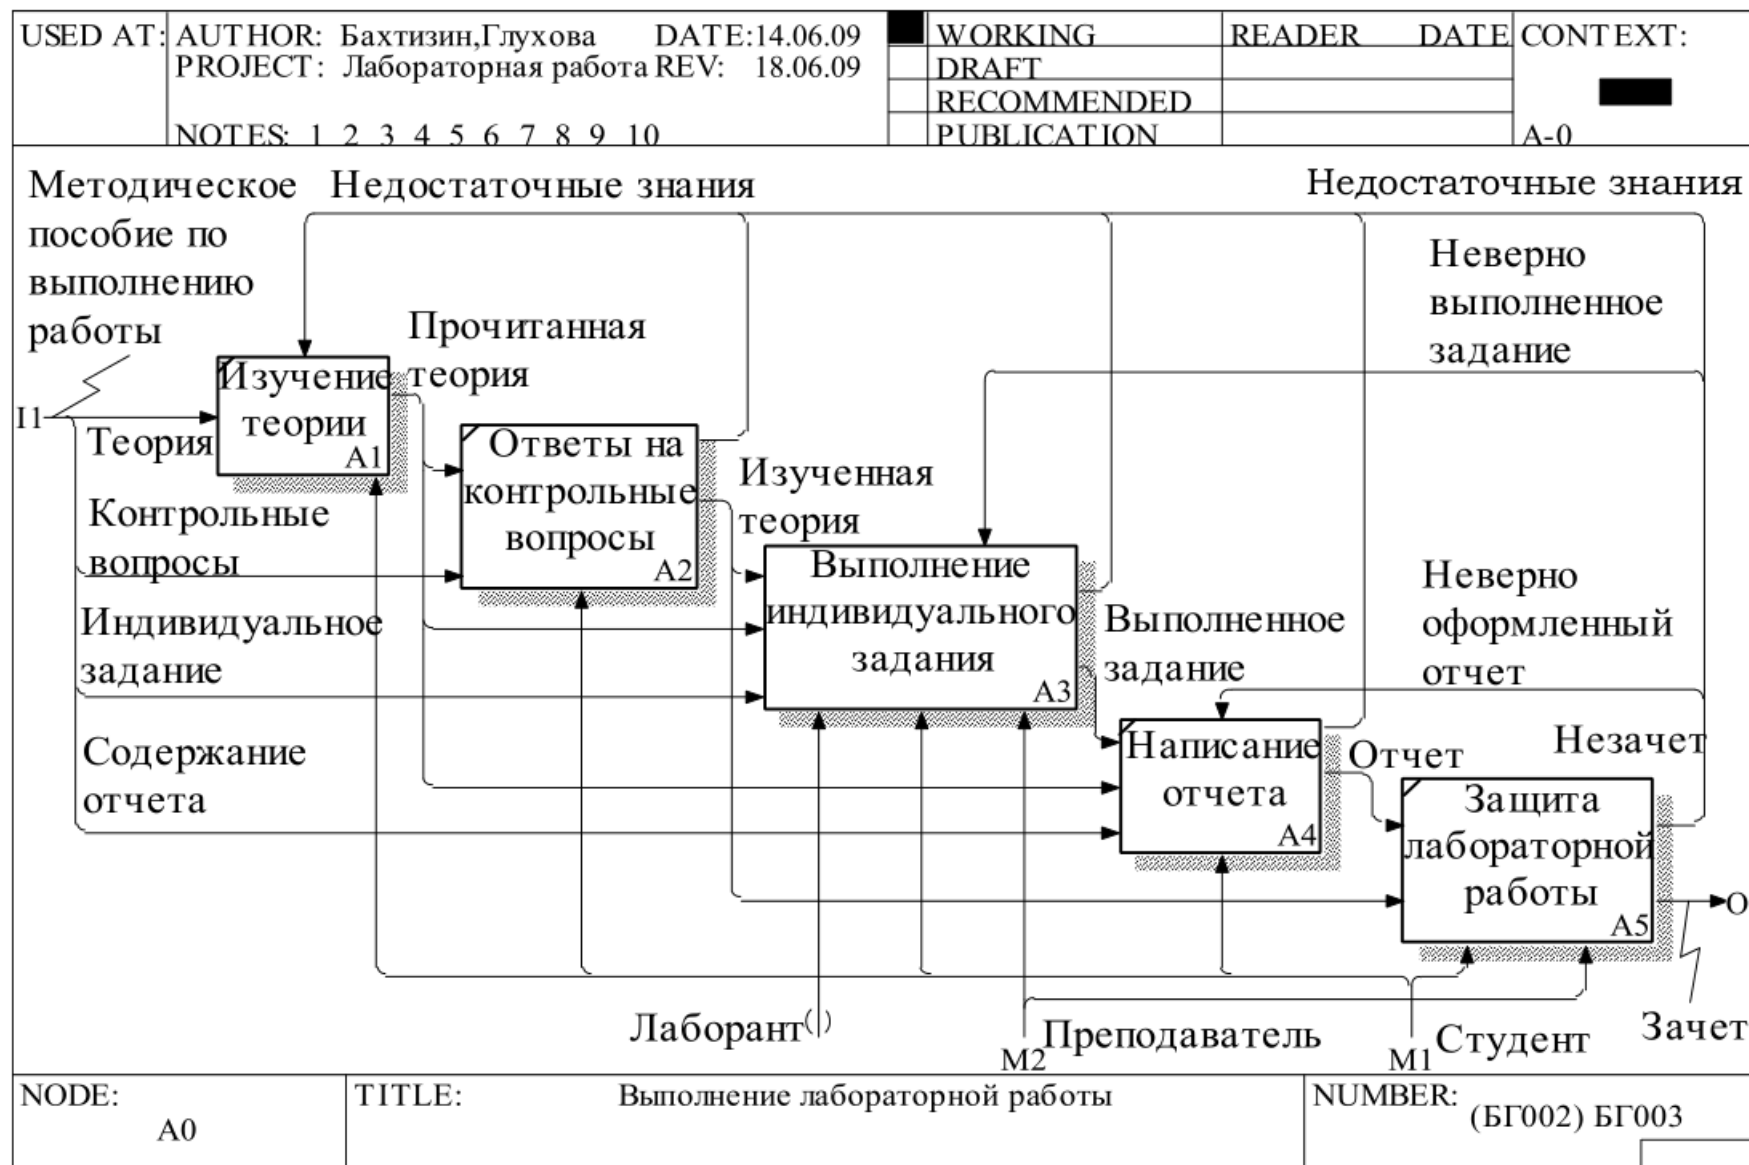 USED AT: AUTHOR: Бахтизин,Глухова DATE:14.06.09 WORKING READER DATE CONTEXT:
PROJECT: Лабораторная работа REV: 18.06.09 DRAFT
RECOMMENDED
NOTES: 1 2 3 4 5 6 7 8 9 10 PUBLICATION A-0
Методическое
пособие по
выполнению
работы
Недостаточные знания
Недостаточные знания
Неверно
выполненное
задание
Прочитанная
теория
Изучение
теории
A1
I1
Теория
Ответы на
контрольные
вопросы
A2
Изученная
теория
Контрольные
вопросы
Выполнение
индивидуального
задания
A3
Индивидуальное
задание
Выполненное
задание
Неверно
оформленный
отчет
Содержание
отчета
Написание
отчета
A4
Отчет
Незачет
Защита
лабораторной
работы
A5
O
Лаборант()
M2
Преподаватель
M1
Студент
Зачет
NODE: TITLE: Выполнение лабораторной работы NUMBER:
A0 (БГ002) БГ003